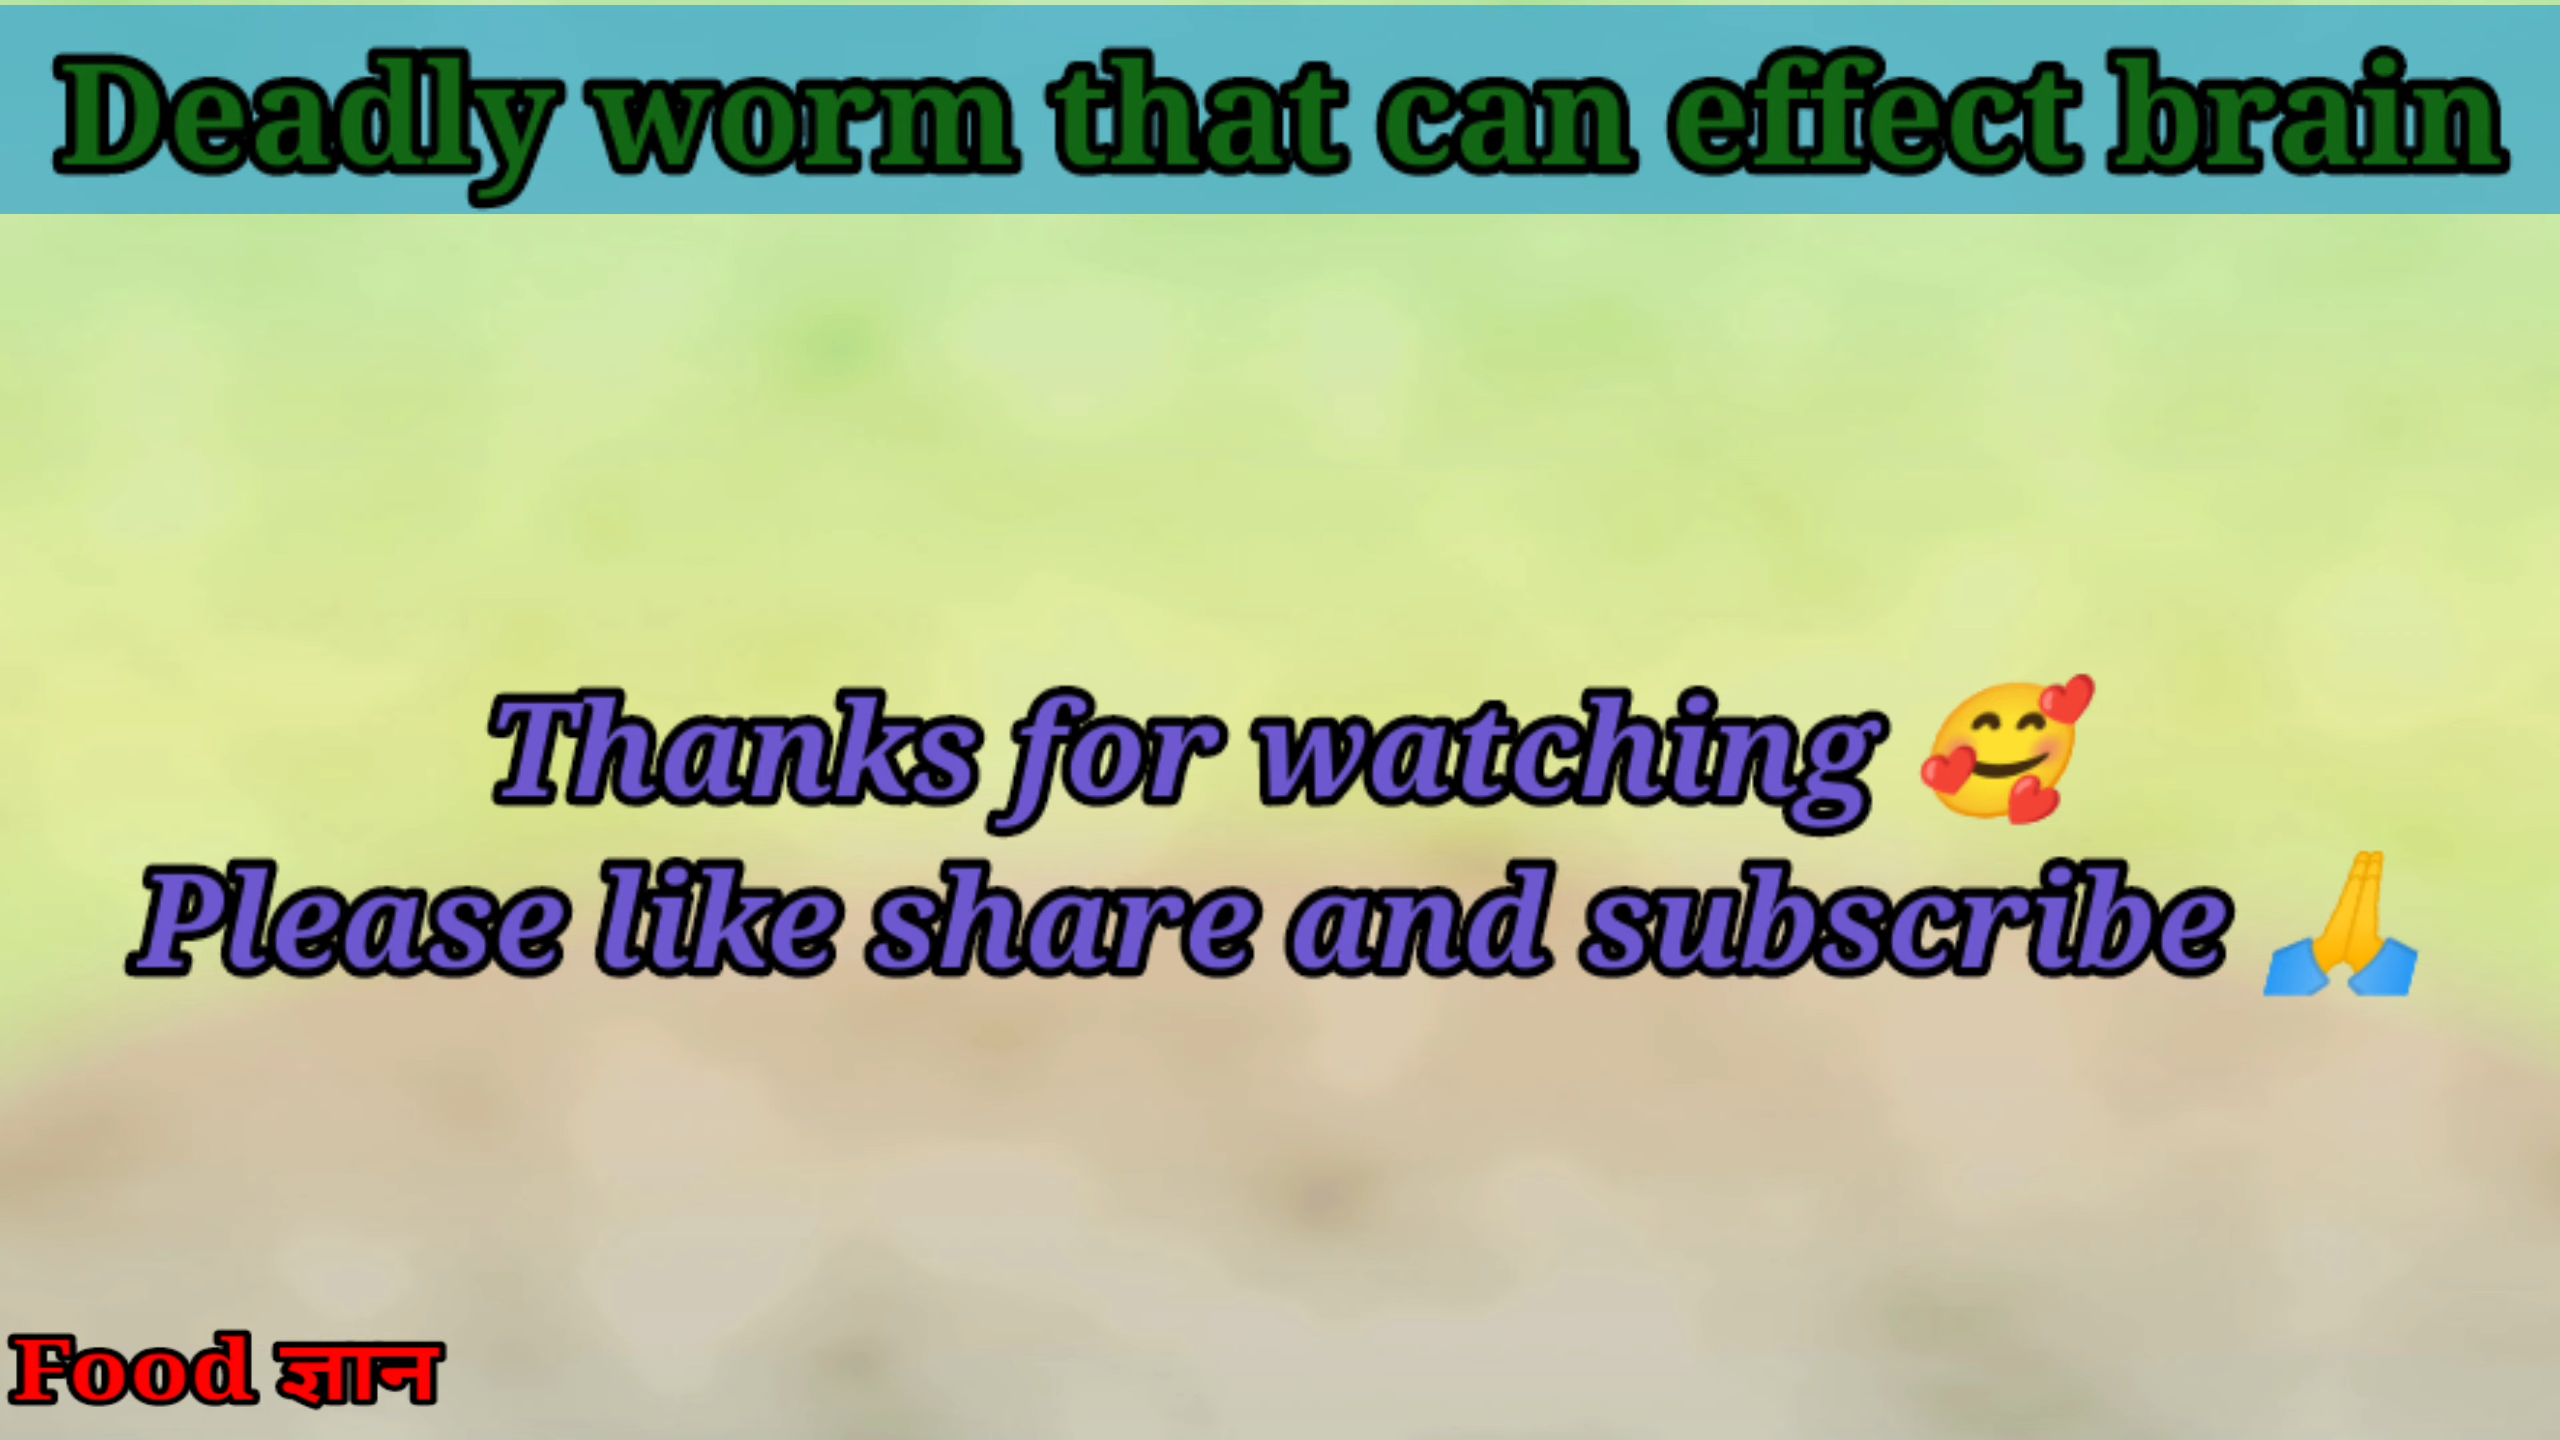 Deadly worm that can effect brain
Thanks for watching 🥰
Please like share and subscribe 🙏
Food ज्ञान